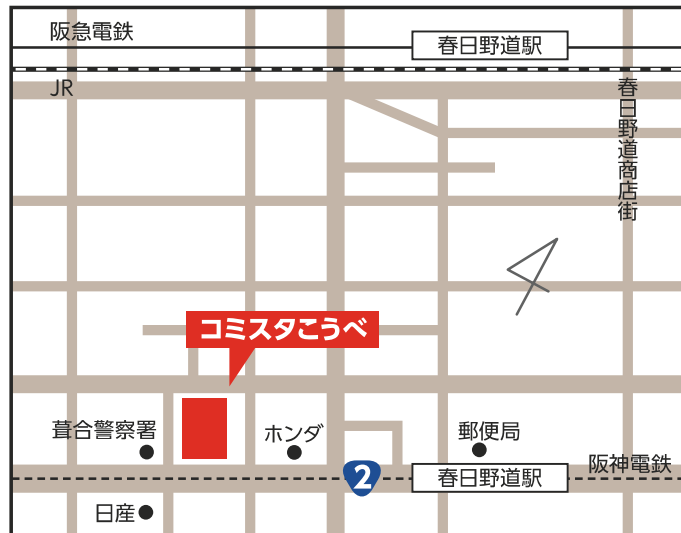 阪急電鉄
春日野道駅
JR
春日野道商店街
コミスタこうべ
葺合警察署
ホンダ
郵便局
阪神電鉄
2
春日野道駅
日産